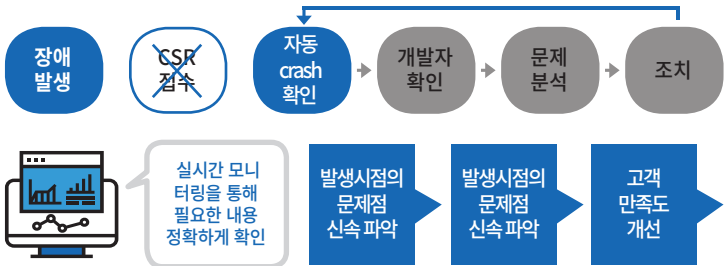 장애
발생
CSR
접수
자동
crash
확인
개발자
확인
문제
분석
조치
실시간 모니
터링을 통해
필요한 내용
정확하게 확인
발생시점의
문제점
신속 파악
발생시점의
문제점
신속 파악
고객
만족도
개선